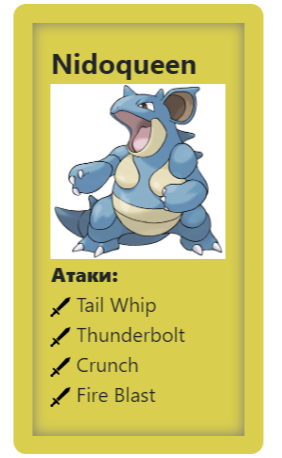 Nidoqueen
Атаки:
Tail Whip
Thunderbolt
Crunch
Fire Blast